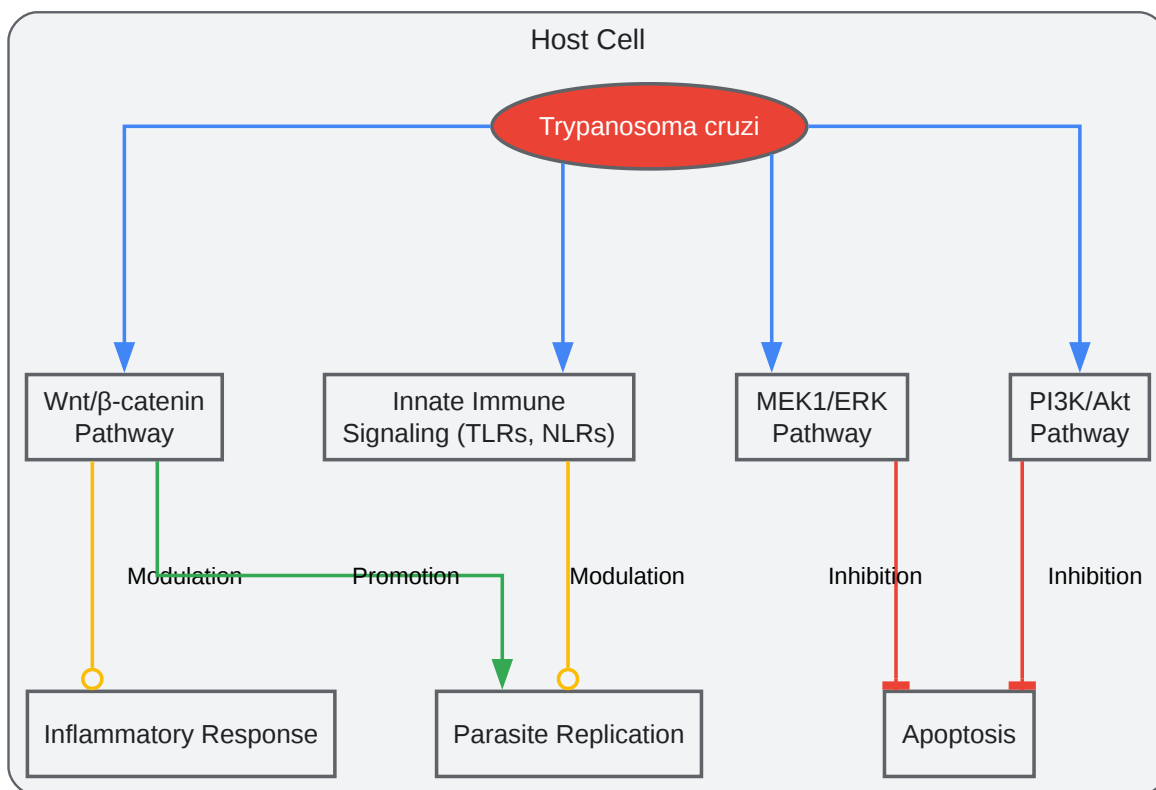 Host Cell
Trypanosoma cruzi
Wnt/β-catenin
Pathway
Innate Immune
Signaling (TLRs, NLRs)
MEK1/ERK
Pathway
PI3K/Akt
Pathway
Modulation
Promotion
Modulation
Inhibition
Inhibition
Inflammatory Response
Parasite Replication
Apoptosis